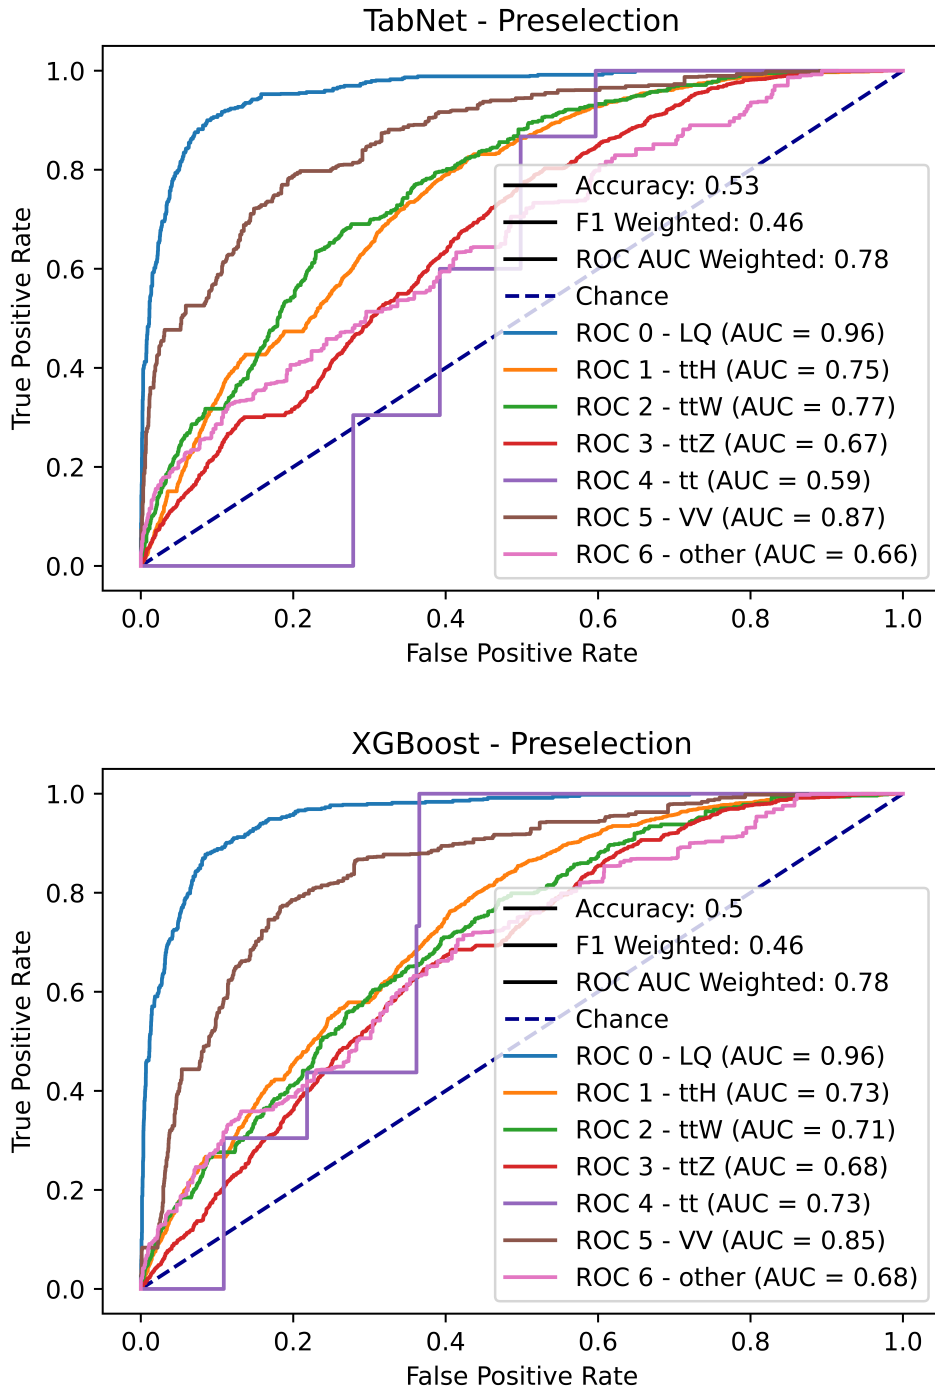 TabNet - Preselection
True Positive Rate
1.0
0.8
0.6
0.4
0.2
0.0
Accuracy: 0.53
F1 Weighted: 0.46
ROC AUC Weighted: 0.78
Chance
ROC 0 - LQ (AUC = 0.96)
ROC 1 - ttH (AUC = 0.75)
ROC 2 - ttW (AUC = 0.77)
ROC 3 - ttZ (AUC = 0.67)
ROC 4 - tt (AUC = 0.59)
ROC 5 - VV (AUC = 0.87)
ROC 6 - other (AUC = 0.66)
0.0 0.2 0.4 0.6 0.8 1.0
False Positive Rate
XGBoost - Preselection
True Positive Rate
1.0
0.8
0.6
0.4
0.2
0.0
Accuracy: 0.5
F1 Weighted: 0.46
ROC AUC Weighted: 0.78
Chance
ROC 0 - LQ (AUC = 0.96)
ROC 1 - ttH (AUC = 0.73)
ROC 2 - ttW (AUC = 0.71)
ROC 3 - ttZ (AUC = 0.68)
ROC 4 - tt (AUC = 0.73)
ROC 5 - VV (AUC = 0.85)
ROC 6 - other (AUC = 0.68)
0.0 0.2 0.4 0.6 0.8 1.0
False Positive Rate